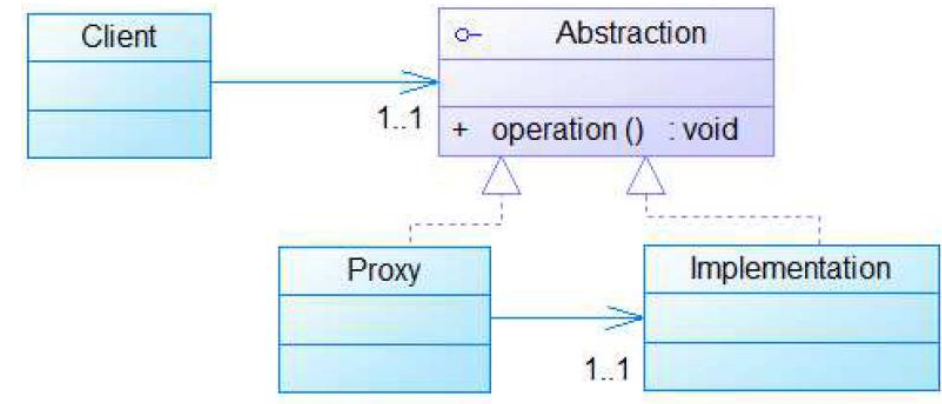 Client
Abstraction
1..1
+ operation () : void
Proxy
Implementation
1..1